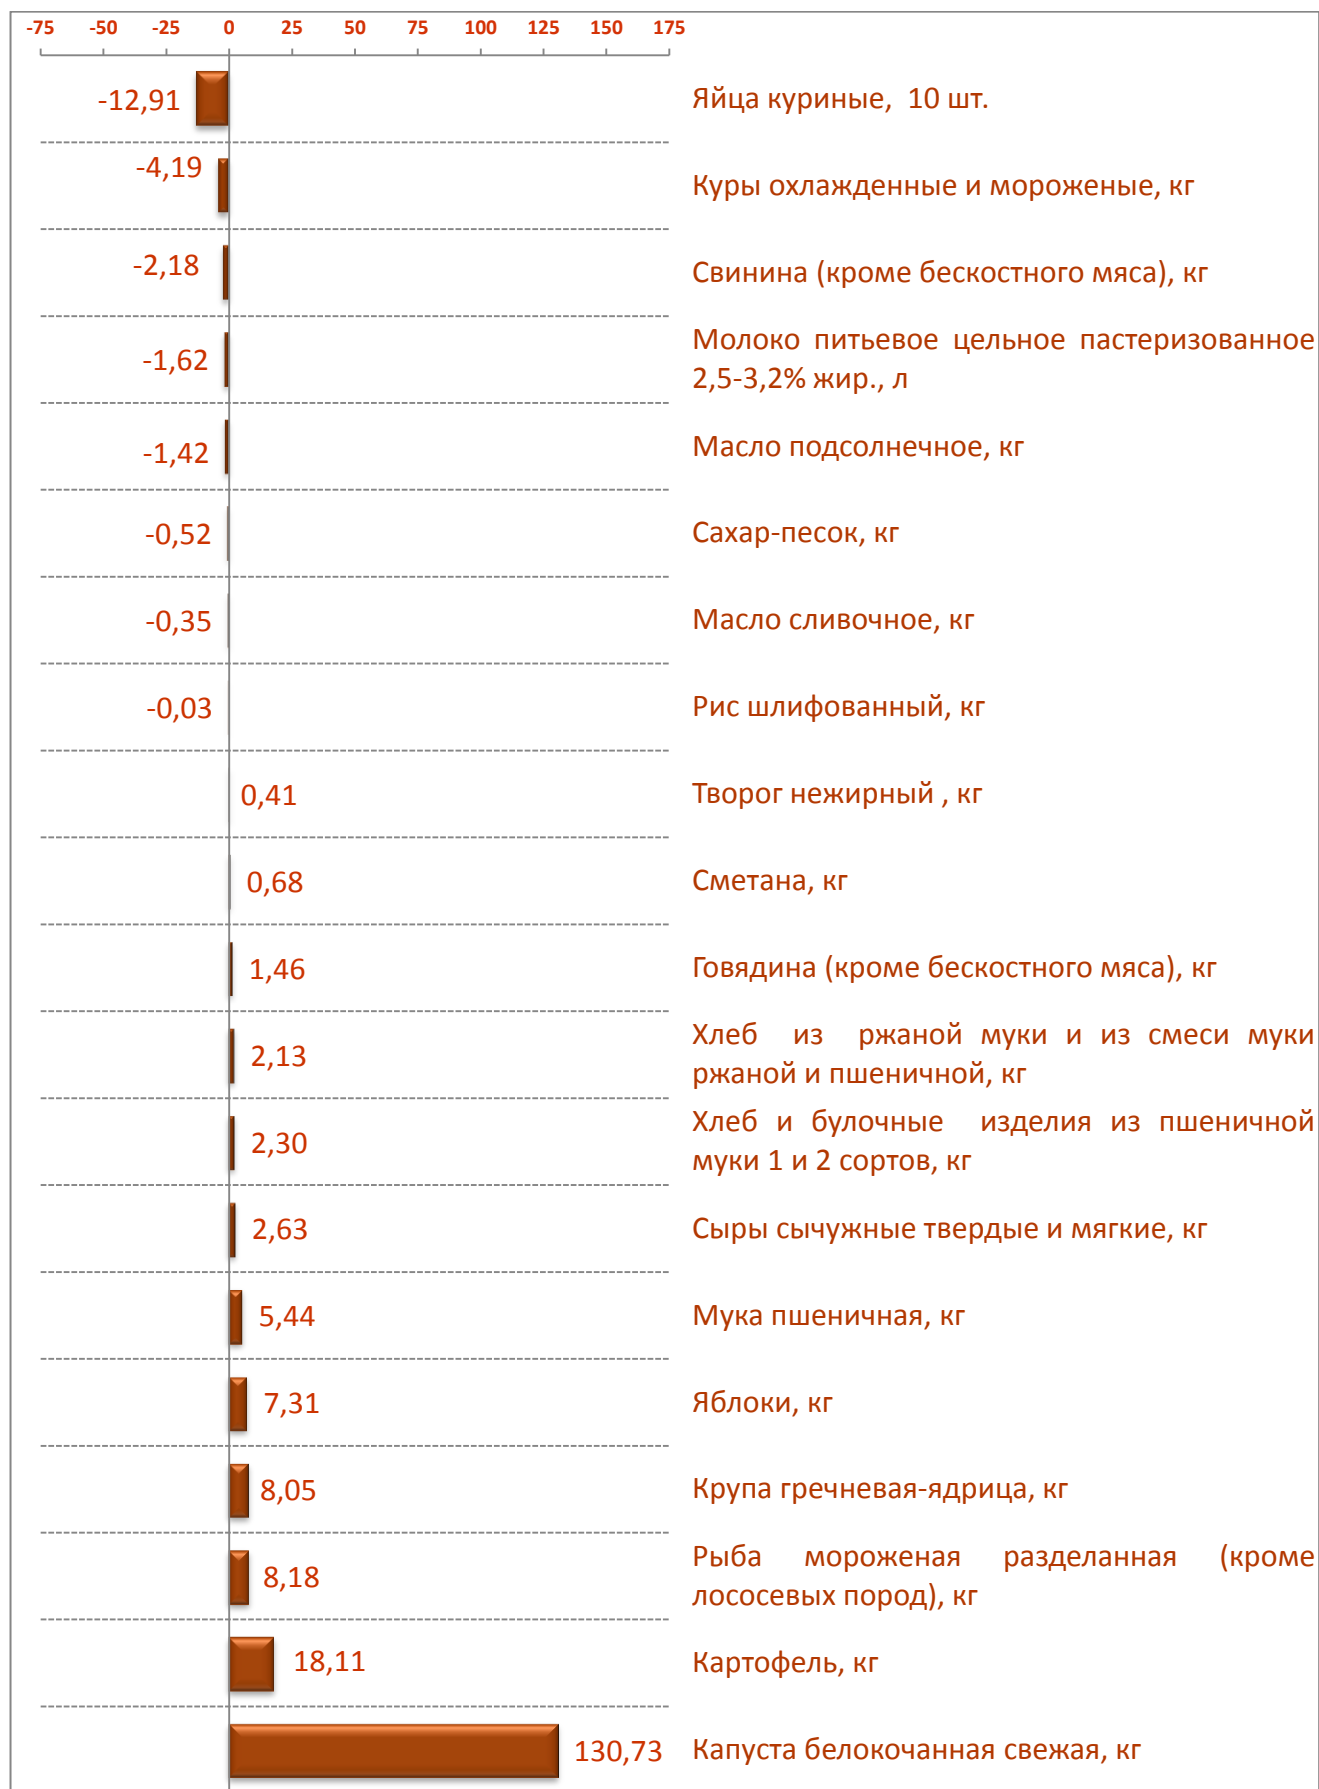 -75 -50 -25 0 25 50 75 100 125 150 175
-12,91 Яйца куриные, 10 шт.
-4,19 Куры охлажденные и мороженые, кг
-2,18 Свинина (кроме бескостного мяса), кг
-1,62 Молоко питьевое цельное пастеризованное
2,5-3,2% жир., л
-1,42 Масло подсолнечное, кг
-0,52 Сахар-песок, кг
-0,35 Масло сливочное, кг
-0,03 Рис шлифованный, кг
0,41 Творог нежирный , кг
0,68 Сметана, кг
1,46 Говядина (кроме бескостного мяса), кг
2,13 Хлеб из ржаной муки и из смеси муки
ржаной и пшеничной, кг
2,30 Хлеб и булочные изделия из пшеничной
муки 1 и 2 сортов, кг
2,63 Сыры сычужные твердые и мягкие, кг
5,44 Мука пшеничная, кг
7,31 Яблоки, кг
8,05 Крупа гречневая-ядрица, кг
8,18 Рыба мороженая разделанная (кроме
лососевых пород), кг
18,11 Картофель, кг
130,73 Капуста белокочанная свежая, кг